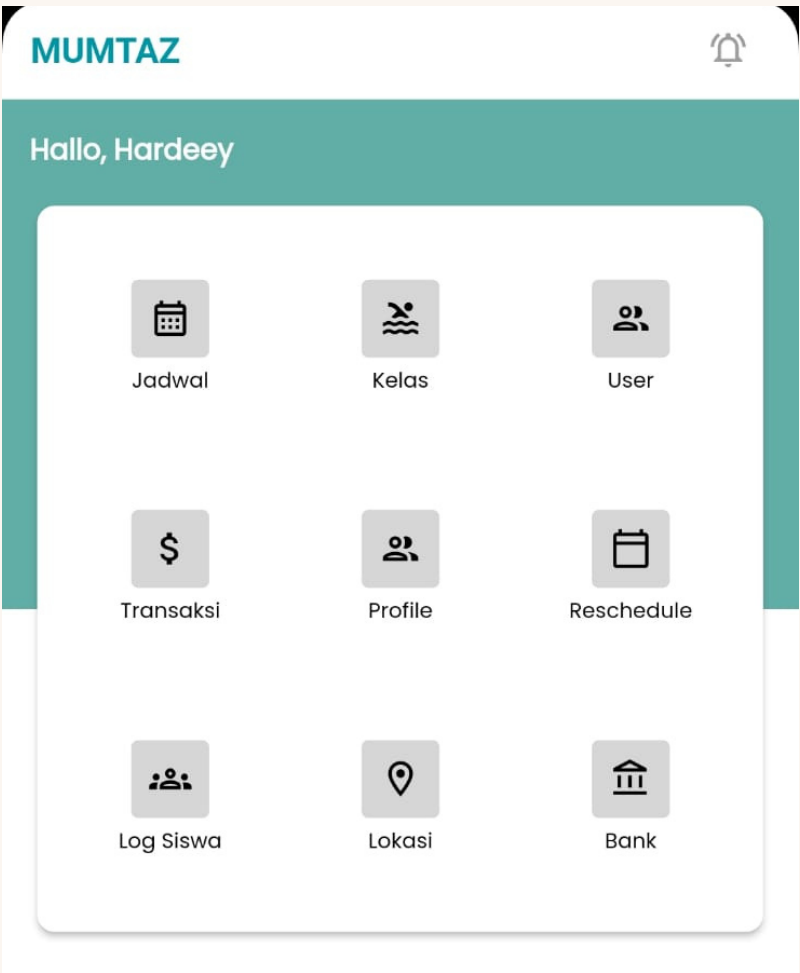 MUMTAZ
Hallo, Hardeey
Jadwal
Kelas
User
Transaksi
Profile
Reschedule
Log Siswa
Lokasi
Bank